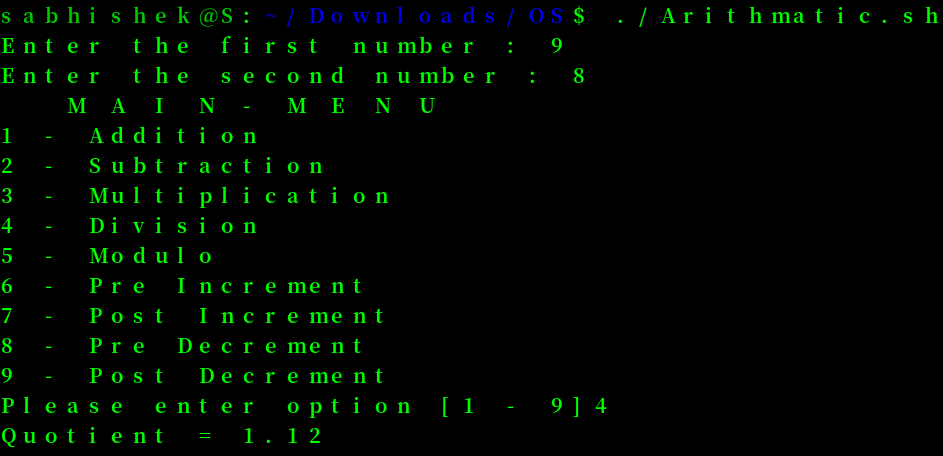 sabhishek@S:~/Downloads/OS$ ./Arithmatic.sh
Enter the first number : 9
Enter the second number : 8
M A I N - M E N U
1 - Addition
2 - Subtraction
3 - Multiplication
4 - Division
5 - Modulo
6 - Pre Increment
7 - Post Increment
8 - Pre Decrement
9 - Post Decrement
Please enter option [1 - 9]4
Quotient = 1.12